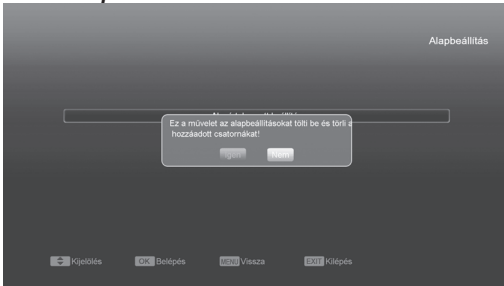 Alapbeállítás
Ez a művelet az alapbeállításokat tölti be és törli a
hozzáadott csatornákat!
Igen Nem
Kijelölés OK Belépés MENU Vissza EXIT Kilépés